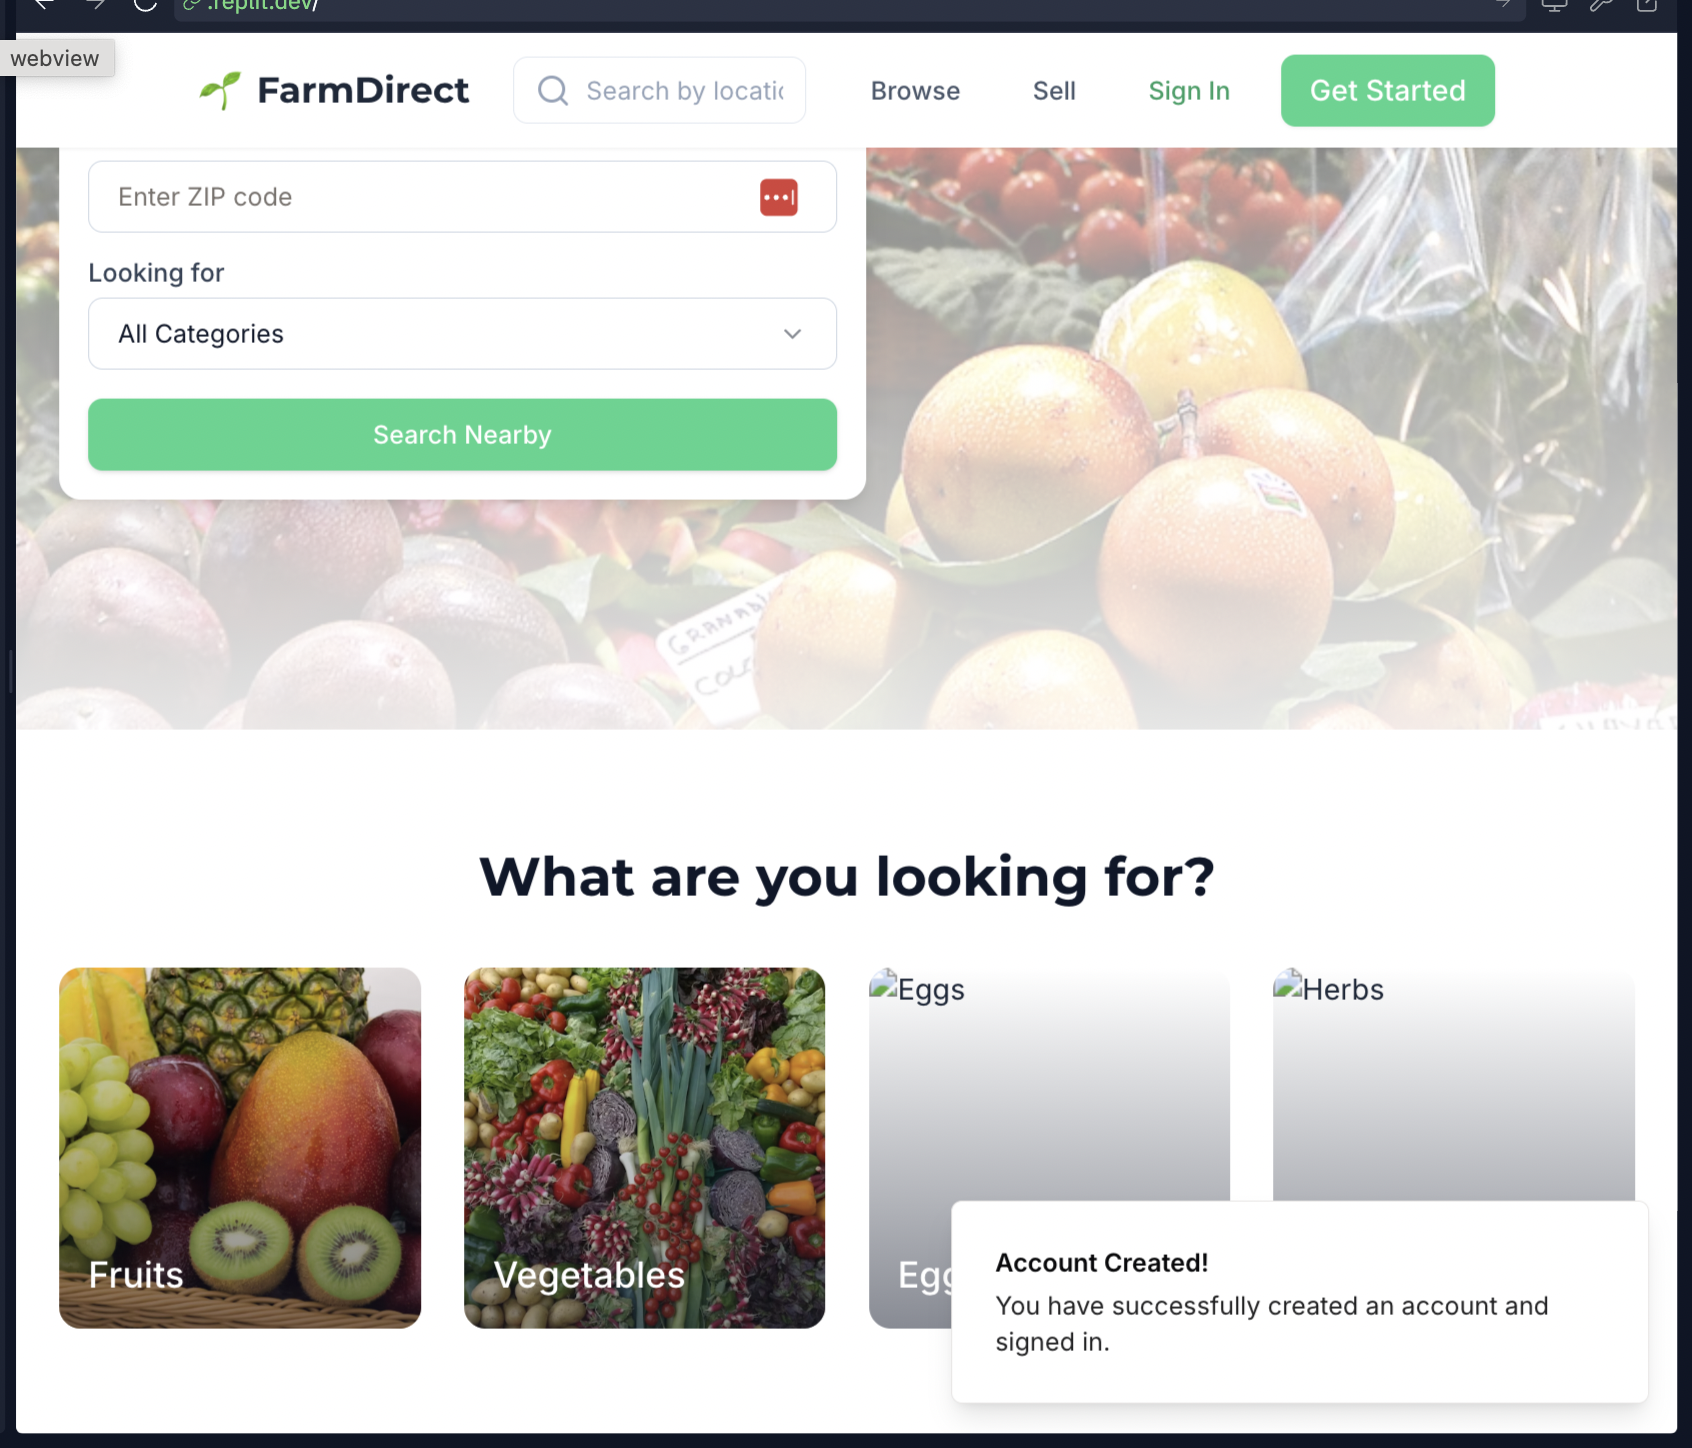 .replit.dev/
webview
FarmDirect
Search by locatic
Browse
Sell
Sign In
Get Started
Enter ZIP code
Looking for
All Categories
Search Nearby
GRANAD
COLO
What are you looking for?
Eggs
Herbs
Fruits
Vegetables
Egg
Account Created!
You have successfully created an account and
signed in.